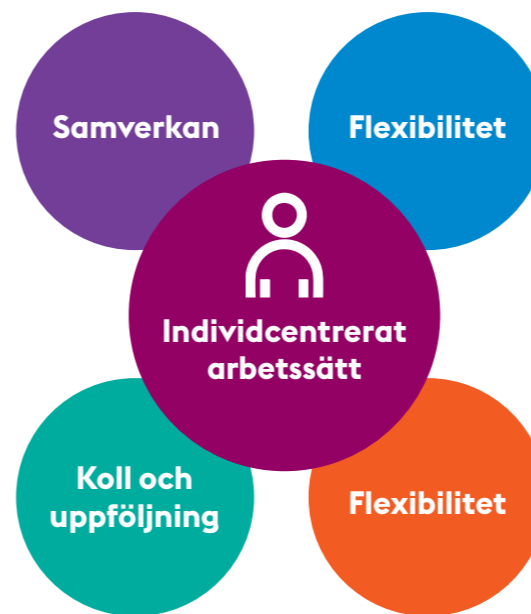 Samverkan
Flexibilitet
Individcentrerat
arbetssätt
Koll och
uppföljning
Flexibilitet